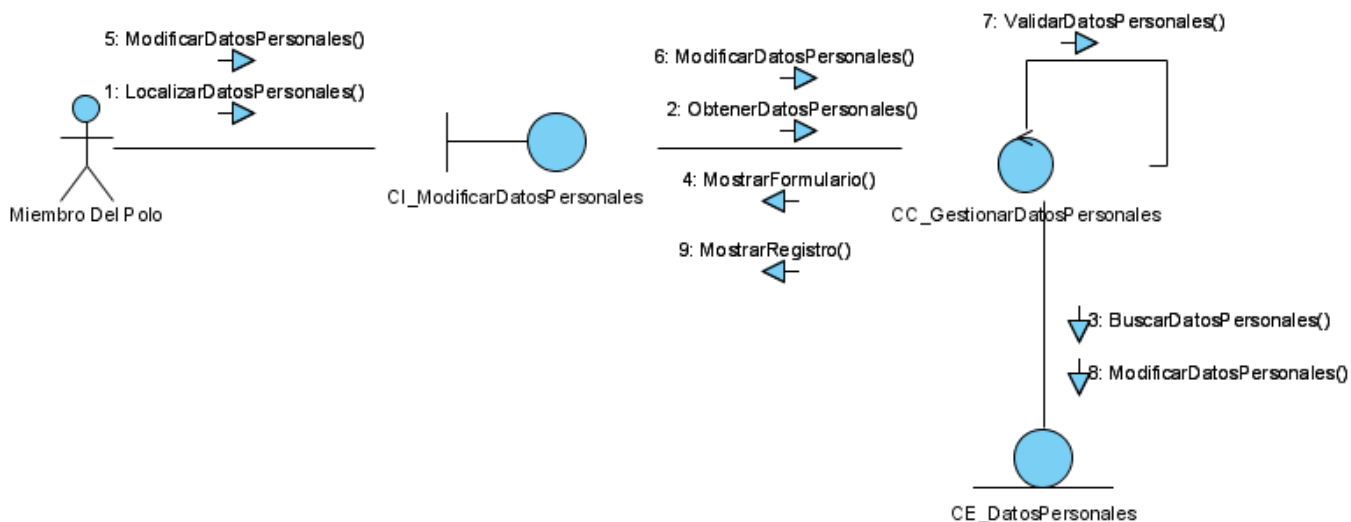 7: ValidarDatosPersonales()
5: ModificarDatosPersonales()
6: ModificarDatosPersonales()
1: LocalizarDatosPersonales()
2: ObtenerDatosPersonales()
4: MostrarFormulario()
CI_ModificarDatosPersonales
Miembro Del Polo
CC_GestionarDatosPersonales
9: MostrarRegistro()
3: BuscarDatosPersonales()
8: ModificarDatosPersonales()
CE_DatosPersonales